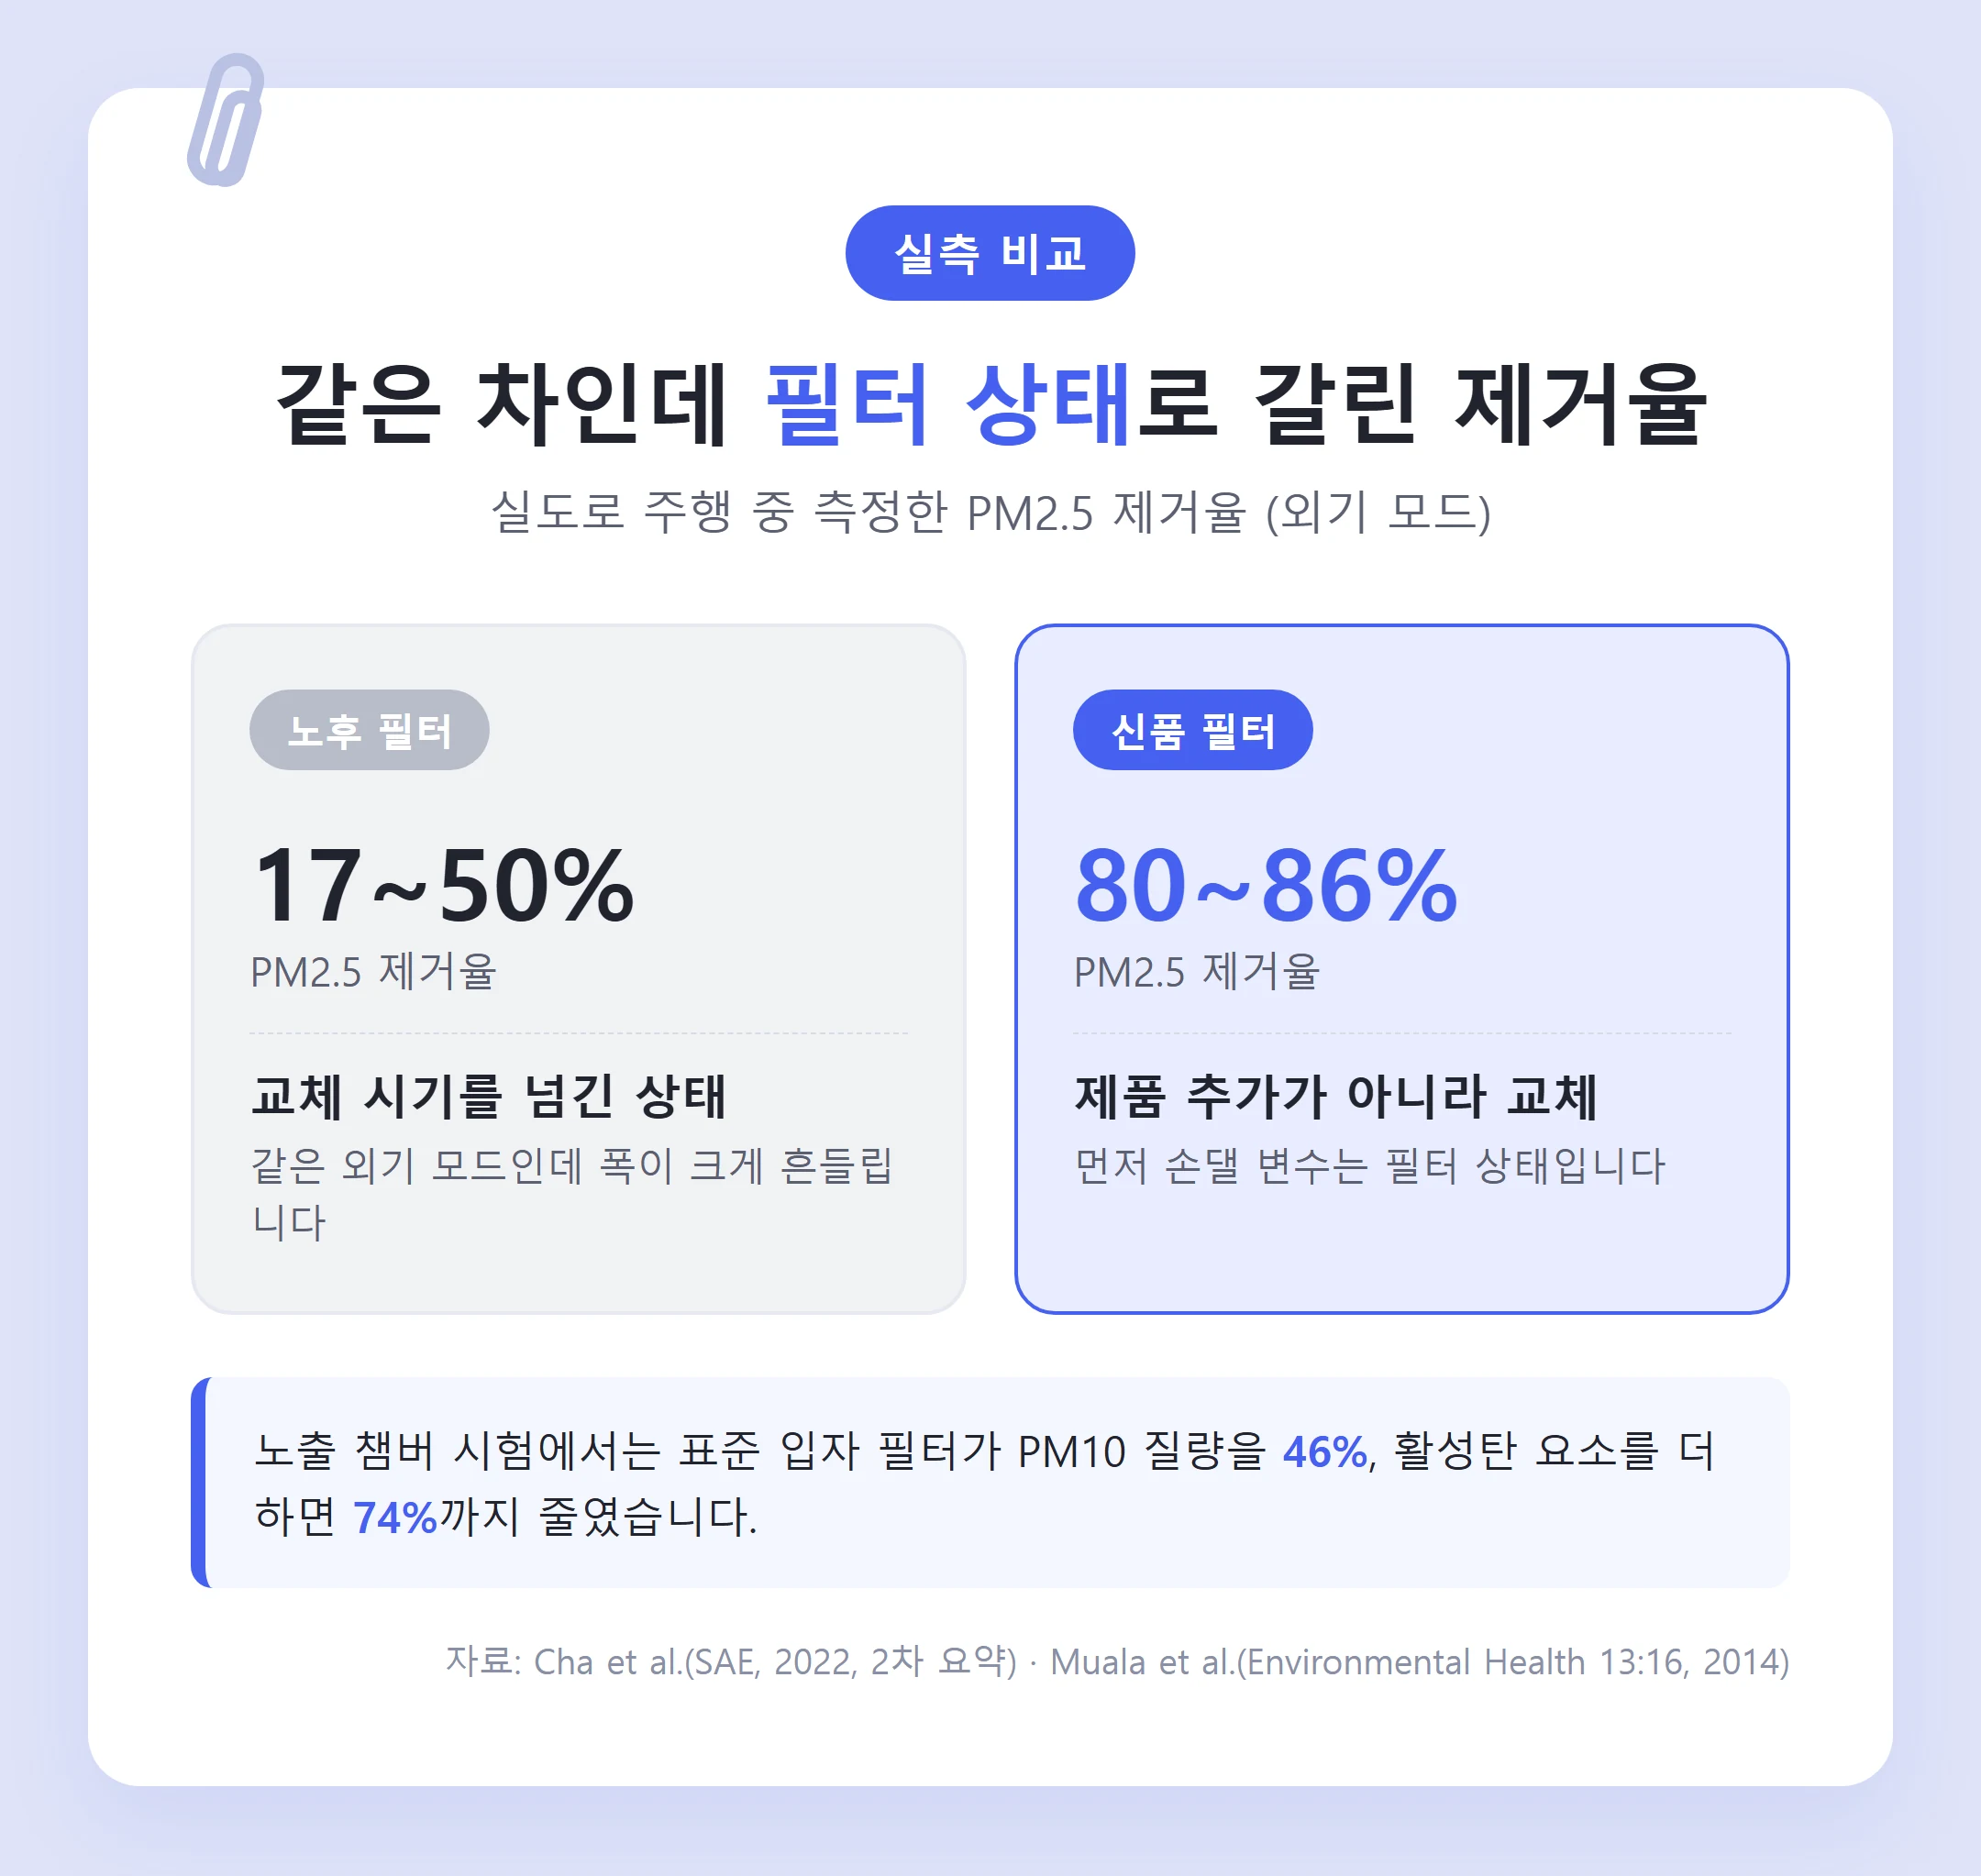 실측 비교
같은 차인데 필터 상태로 갈린 제거율
실도로 주행 중 측정한 PM2.5 제거율 (외기 모드)
노후 필터
17~50%
PM2.5 제거율
교체 시기를 넘긴 상태
같은 외기 모드인데 폭이 크게 흔들립
니다
신품 필터
80~86%
PM2.5 제거율
제품 추가가 아니라 교체
먼저 손댈 변수는 필터 상태입니다
노출 챔버 시험에서는 표준 입자 필터가 PM10 질량을 46%, 활성탄 요소를 더
하면 74%까지 줄였습니다.
자료: Cha et al.(SAE, 2022, 2차 요약) · Muala et al.(Environmental Health 13:16, 2014)